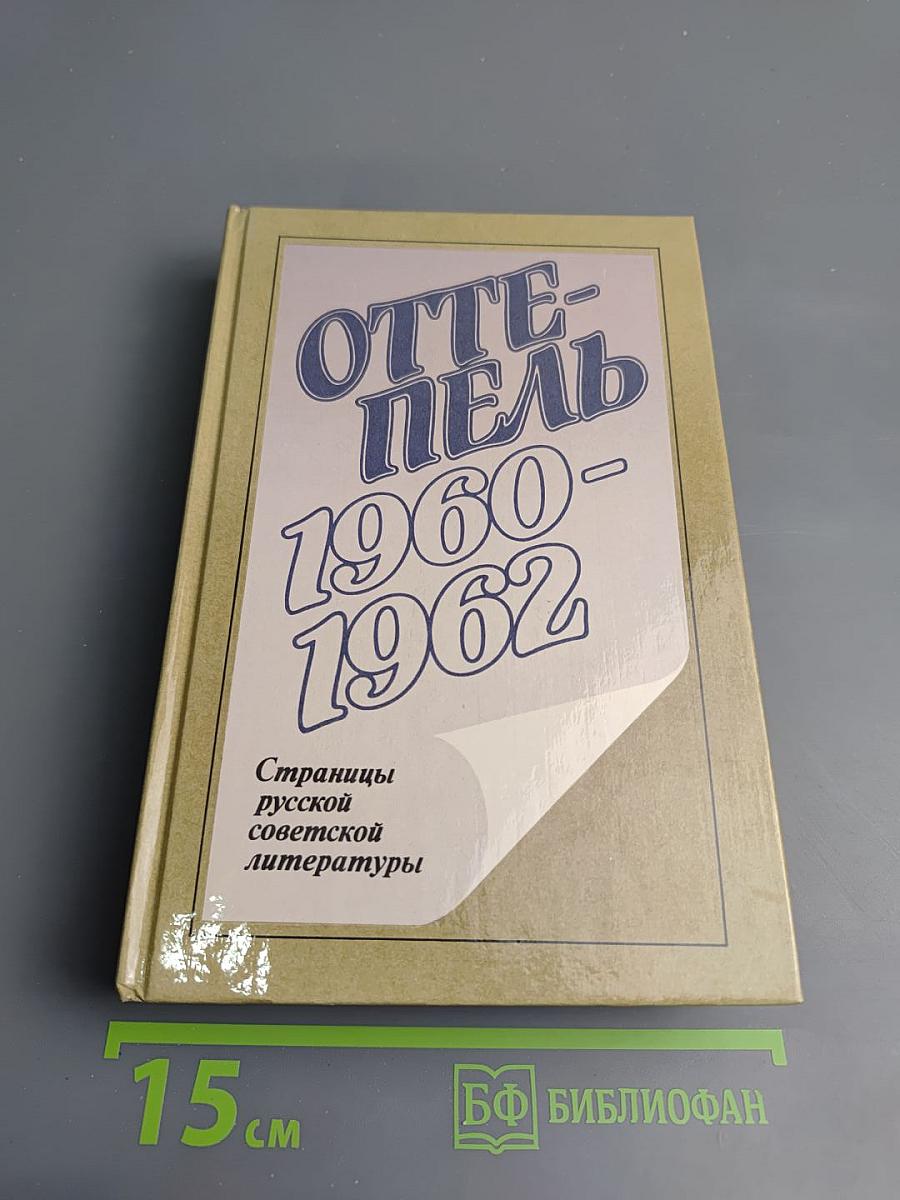 ОТТЕ-
ПЕЛЬ
1960-
1962
Страницы
русской
советской
литературы
15 см
БФ БИБЛИОФАН